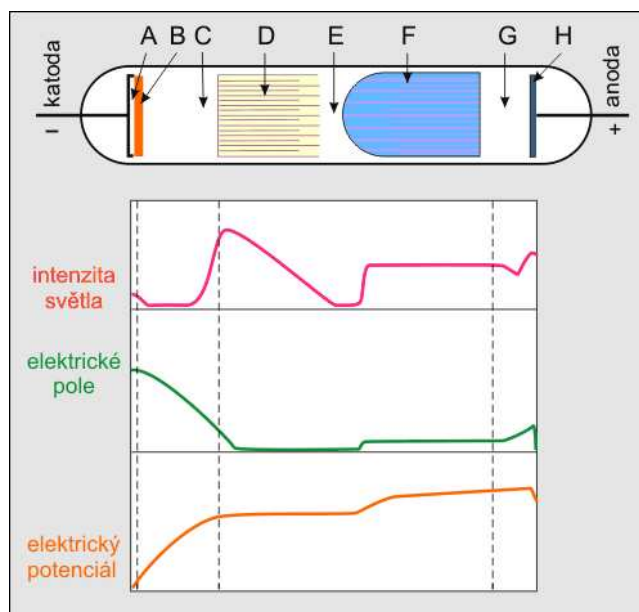 A B C D E F G H
katoda
−
anoda
+
intenzita
světla
elektrické
pole
elektrický
potenciál